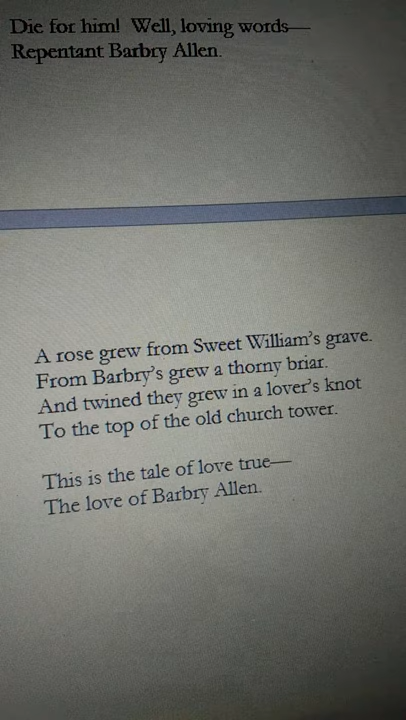 Die for him!  Well, loving words—
Repentant Barbry Allen.
A rose grew from Sweet William's grave.
From Barbry's grew a thorny briar.
And twined they grew in a lover's knot
To the top of the old church tower.
This is the tale of love true—
The love of Barbry Allen.